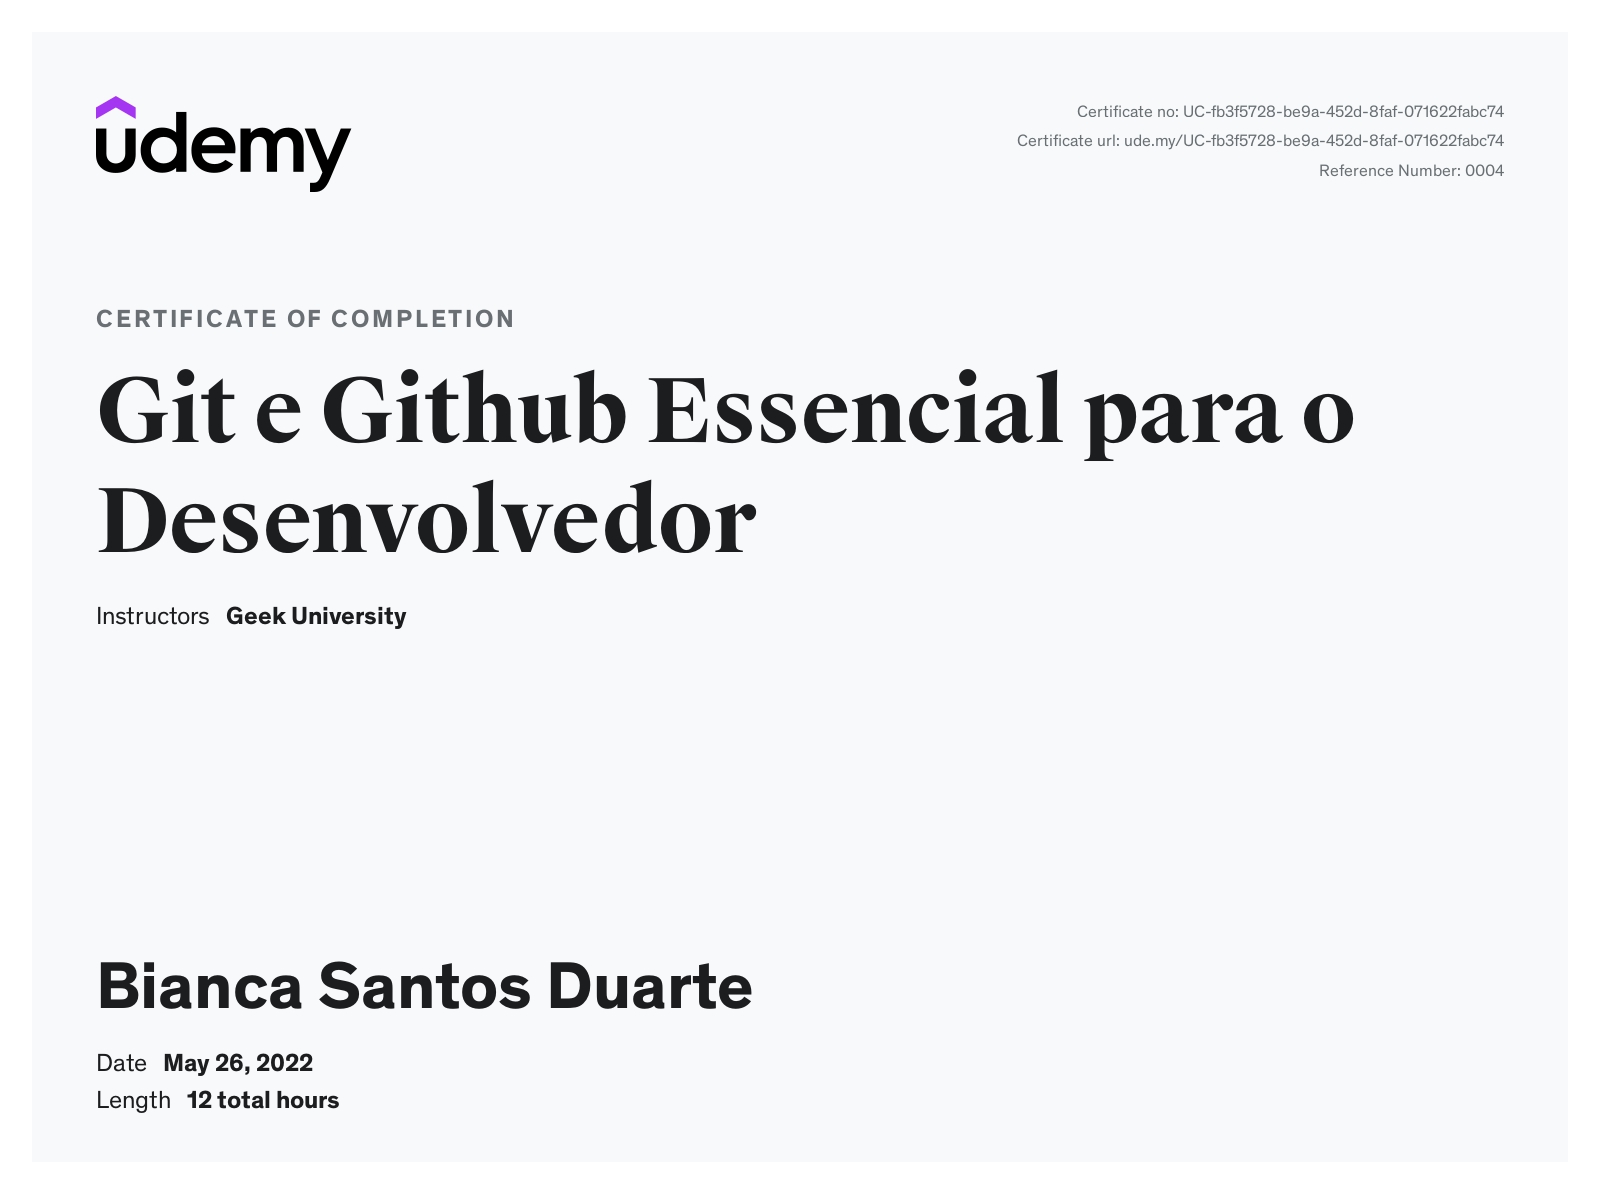 udemy
Certificate no: UC-fb3f5728-be9a-452d-8faf-071622fabc74
Certificate url: ude.my/UC-fb3f5728-be9a-452d-8faf-071622fabc74
Reference Number: 0004
CERTIFICATE OF COMPLETION
Git e Github Essencial para o
Desenvolvedor
Instructors Geek University
Bianca Santos Duarte
Date May 26, 2022
Length 12 total hours